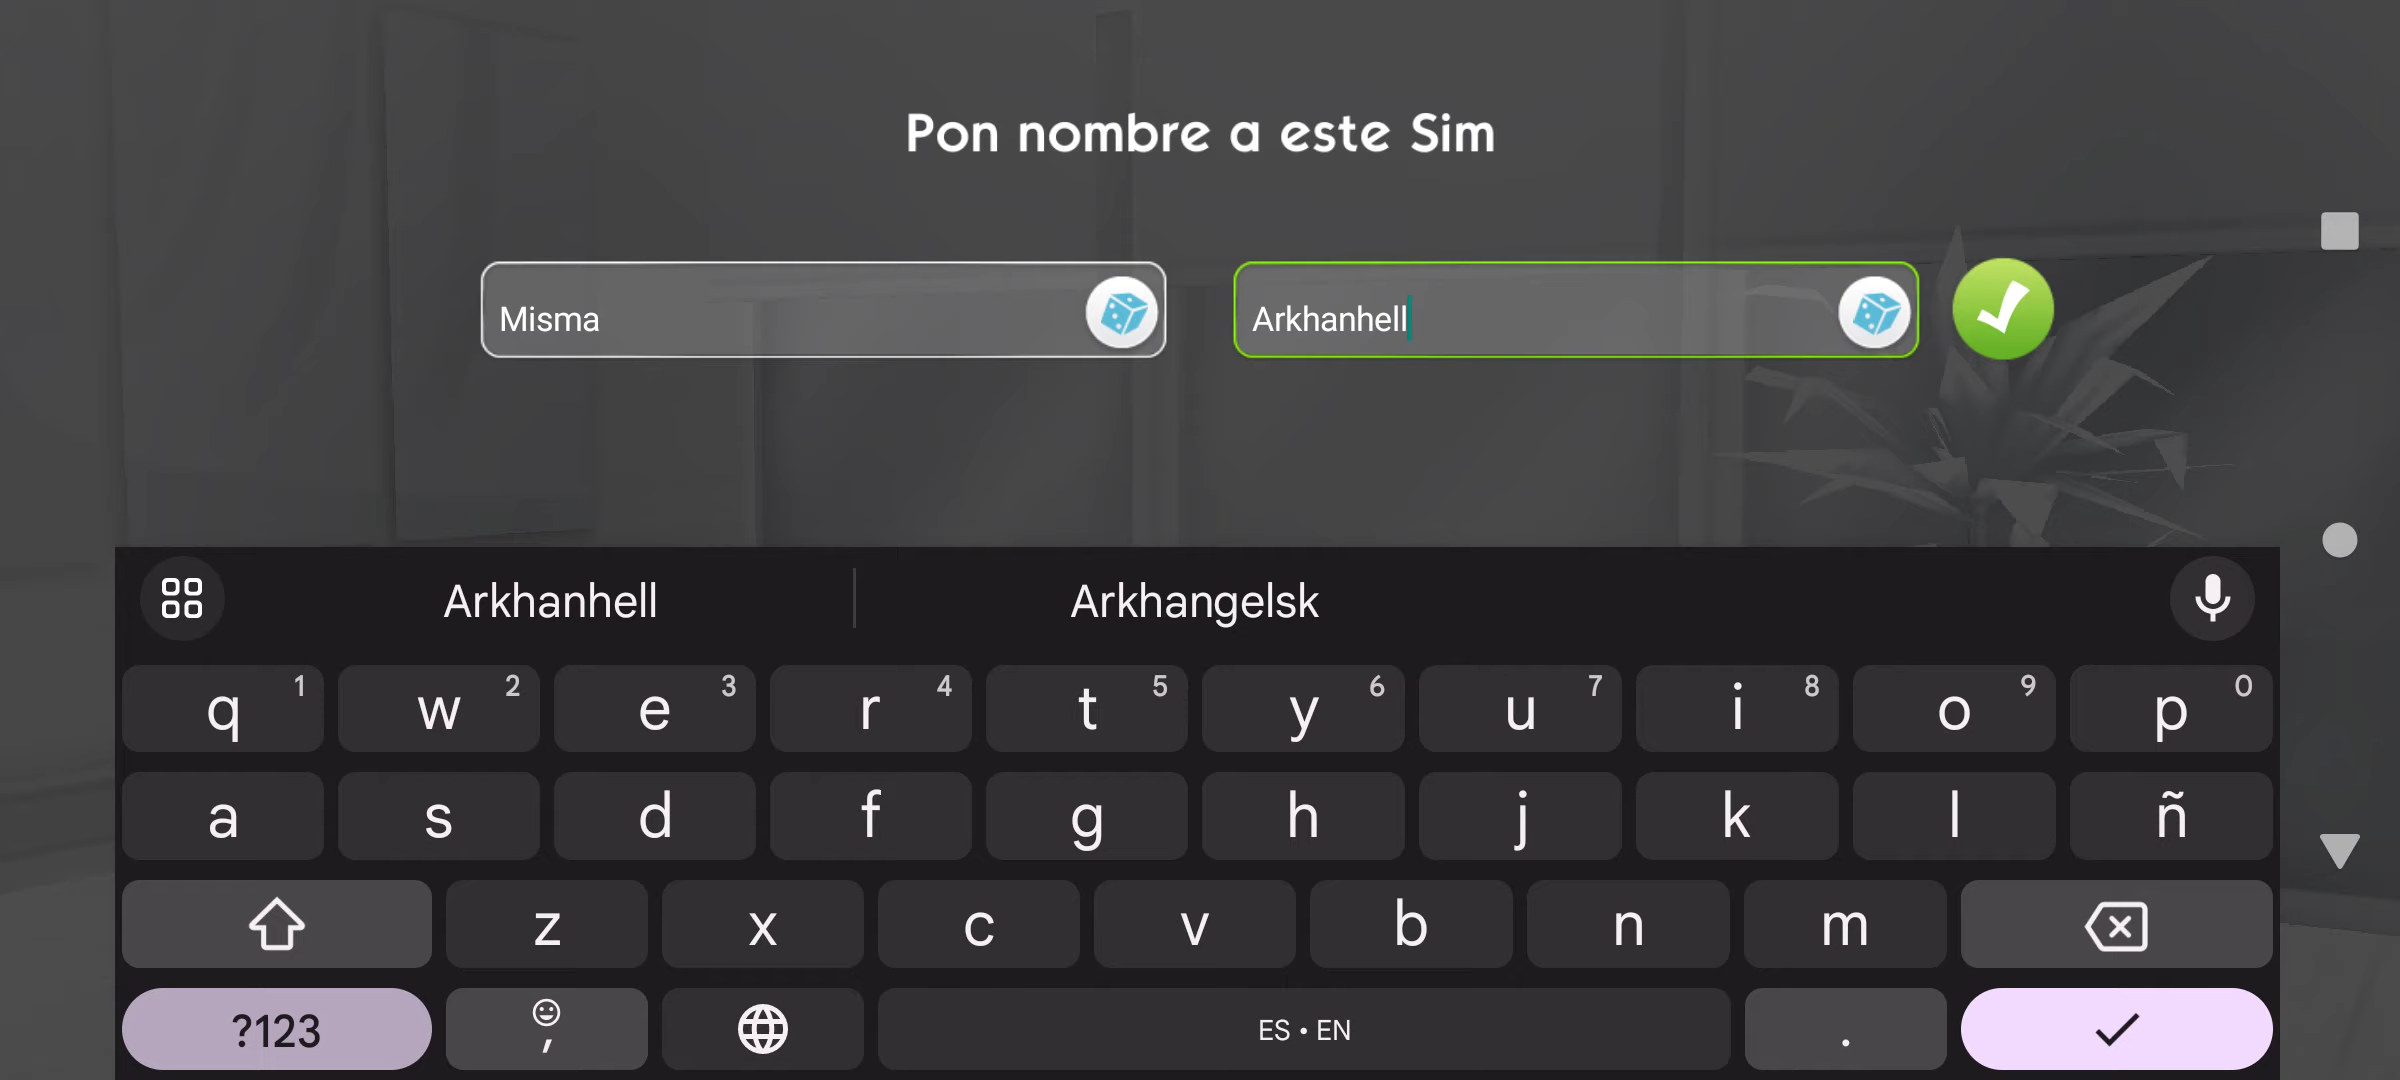 Pon nombre a este Sim
Misma Arkhanhell
Arkhanhell Arkhangelsk
q 1 w 2 e 3 r 4 t 5 y 6 u 7 i 8 o 9 p 0
a s d f g h j k l ñ
z x c v b n m
?123 , ES • EN .